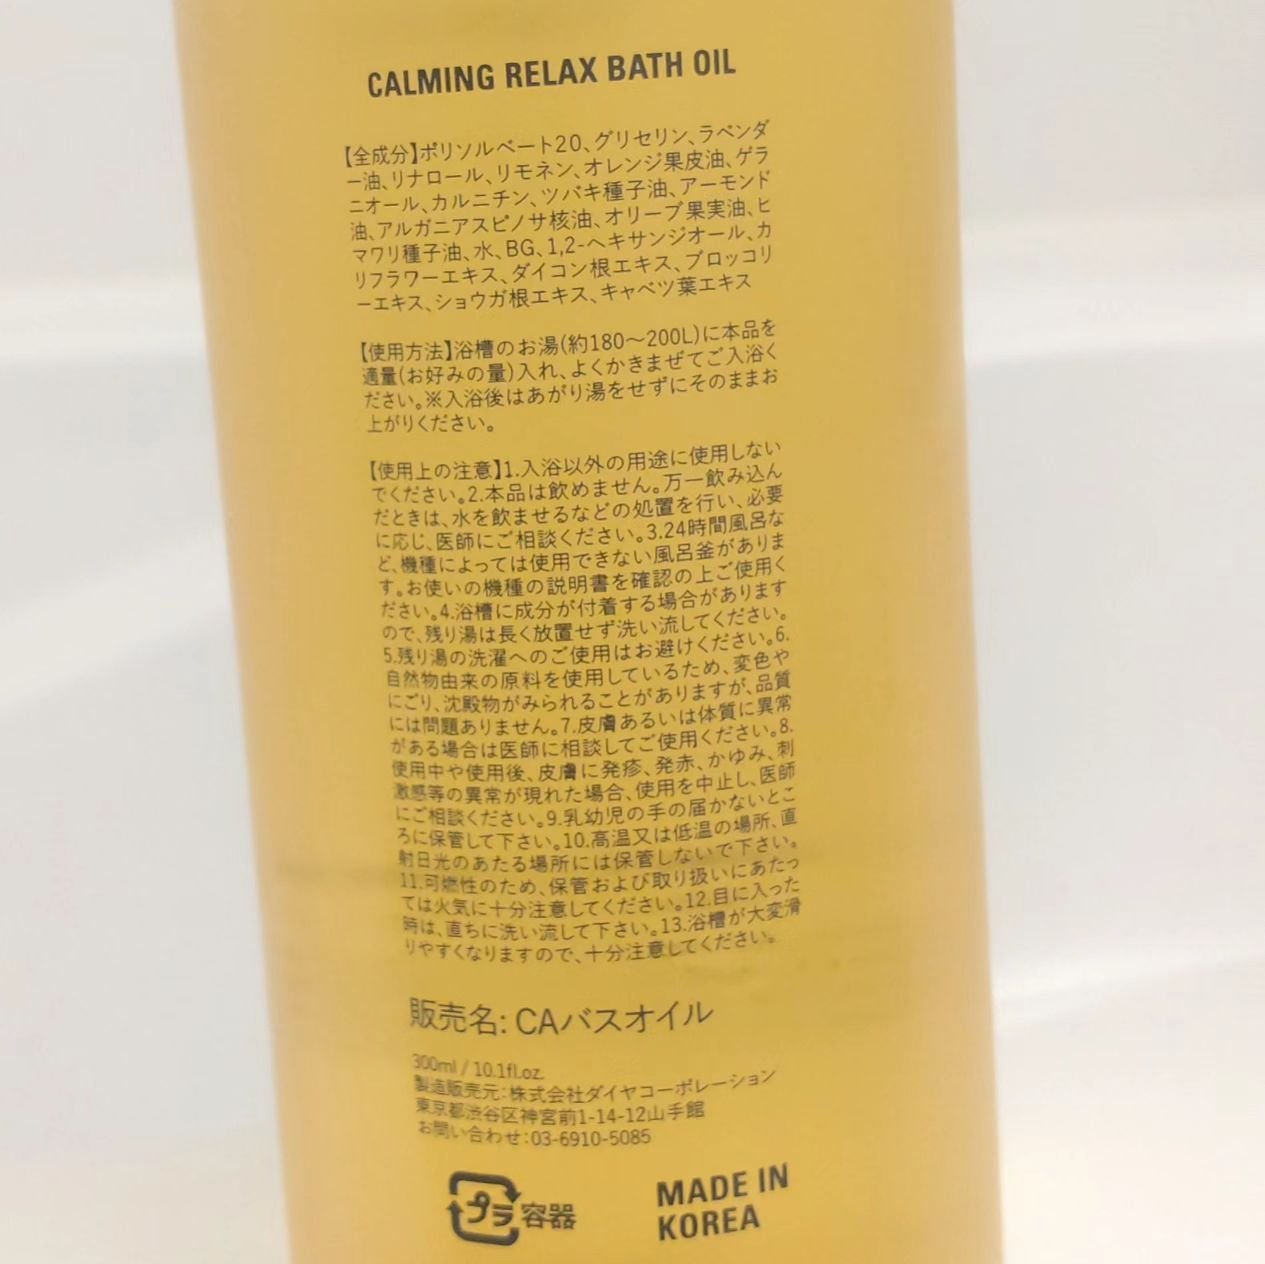 CALMING RELAX BATH OIL
【全成分】ポリソルベート20、グリセリン、ラベンダ
ー油、リナロール、リモネン、オレンジ果皮油、ゲラ
ニオール、カルニチン、ツバキ種子油、アーモンド
油、アルガニアスピノサ核油、オリーブ果実油、ヒ
マワリ種子油、水、BG、1,2-ヘキサンジオール、カ
リフラワーエキス、ダイコン根エキス、ブロッコリ
ーエキス、ショウガ根エキス、キャベツ葉エキス
【使用方法】浴槽のお湯(約180〜200L)に本品を
適量(お好みの量)入れ、よくかきまぜてご入浴く
ださい。※入浴後はあがり湯をせずにそのままお
上がりください。
【使用上の注意】1.入浴以外の用途に使用しない
でください。2.本品は飲めません。万一飲み込ん
だときは、水を飲ませるなどの処置を行い、必要
に応じ、医師にご相談ください。3.24時間風呂な
ど、機種によっては使用できない風呂釜がありま
す。お使いの機種の説明書を確認の上ご使用く
ださい。4.浴槽に成分が付着する場合があります
ので、残り湯は長く放置せず洗い流してください。
5.残り湯の洗濯へのご使用はお避けください。6.
自然物由来の原料を使用しているため、変色や
にごり、沈殿物がみられることがありますが、品質
には問題ありません。7.皮膚あるいは体質に異常
がある場合は医師に相談してご使用ください。8.
使用中や使用後、皮膚に発疹、発赤、かゆみ、刺
激感等の異常が現れた場合、使用を中止し、医師
にご相談ください。9.乳幼児の手の届かないとこ
ろに保管して下さい。10.高温又は低温の場所、直
射日光のあたる場所には保管しないで下さい。
11.可燃性のため、保管および取り扱いにあたっ
ては火気に十分注意してください。12.目に入った
時は、直ちに洗い流して下さい。13.浴槽が大変滑
りやすくなりますので、十分注意してください。
販売名: CAバスオイル
300ml / 10.1fl.oz.
製造販売元:株式会社ダイヤコーポレーション
東京都渋谷区神宮前1-14-12山手館
お問い合わせ:03-6910-5085
プラ 容器
MADE IN
KOREA